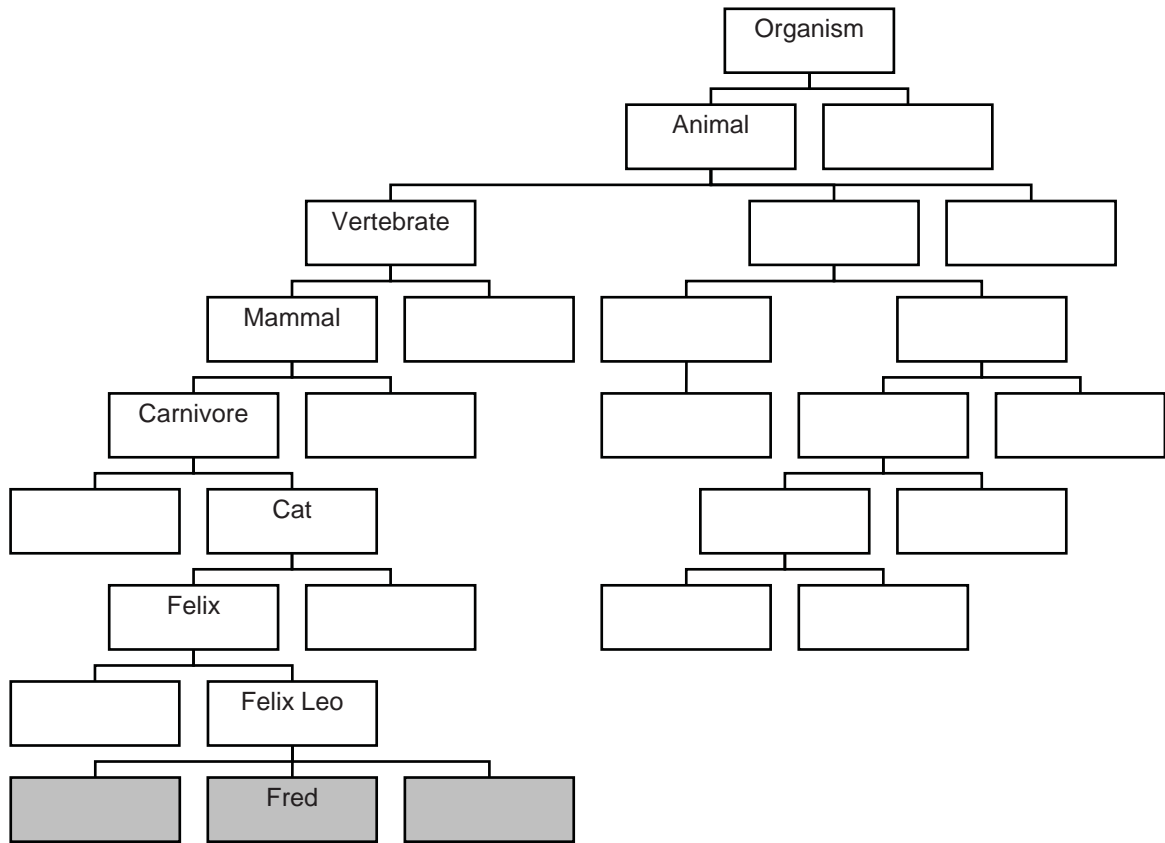 Organism
Animal
Vertebrate
Mammal
Carnivore
Cat
Felix
Felix Leo
Fred